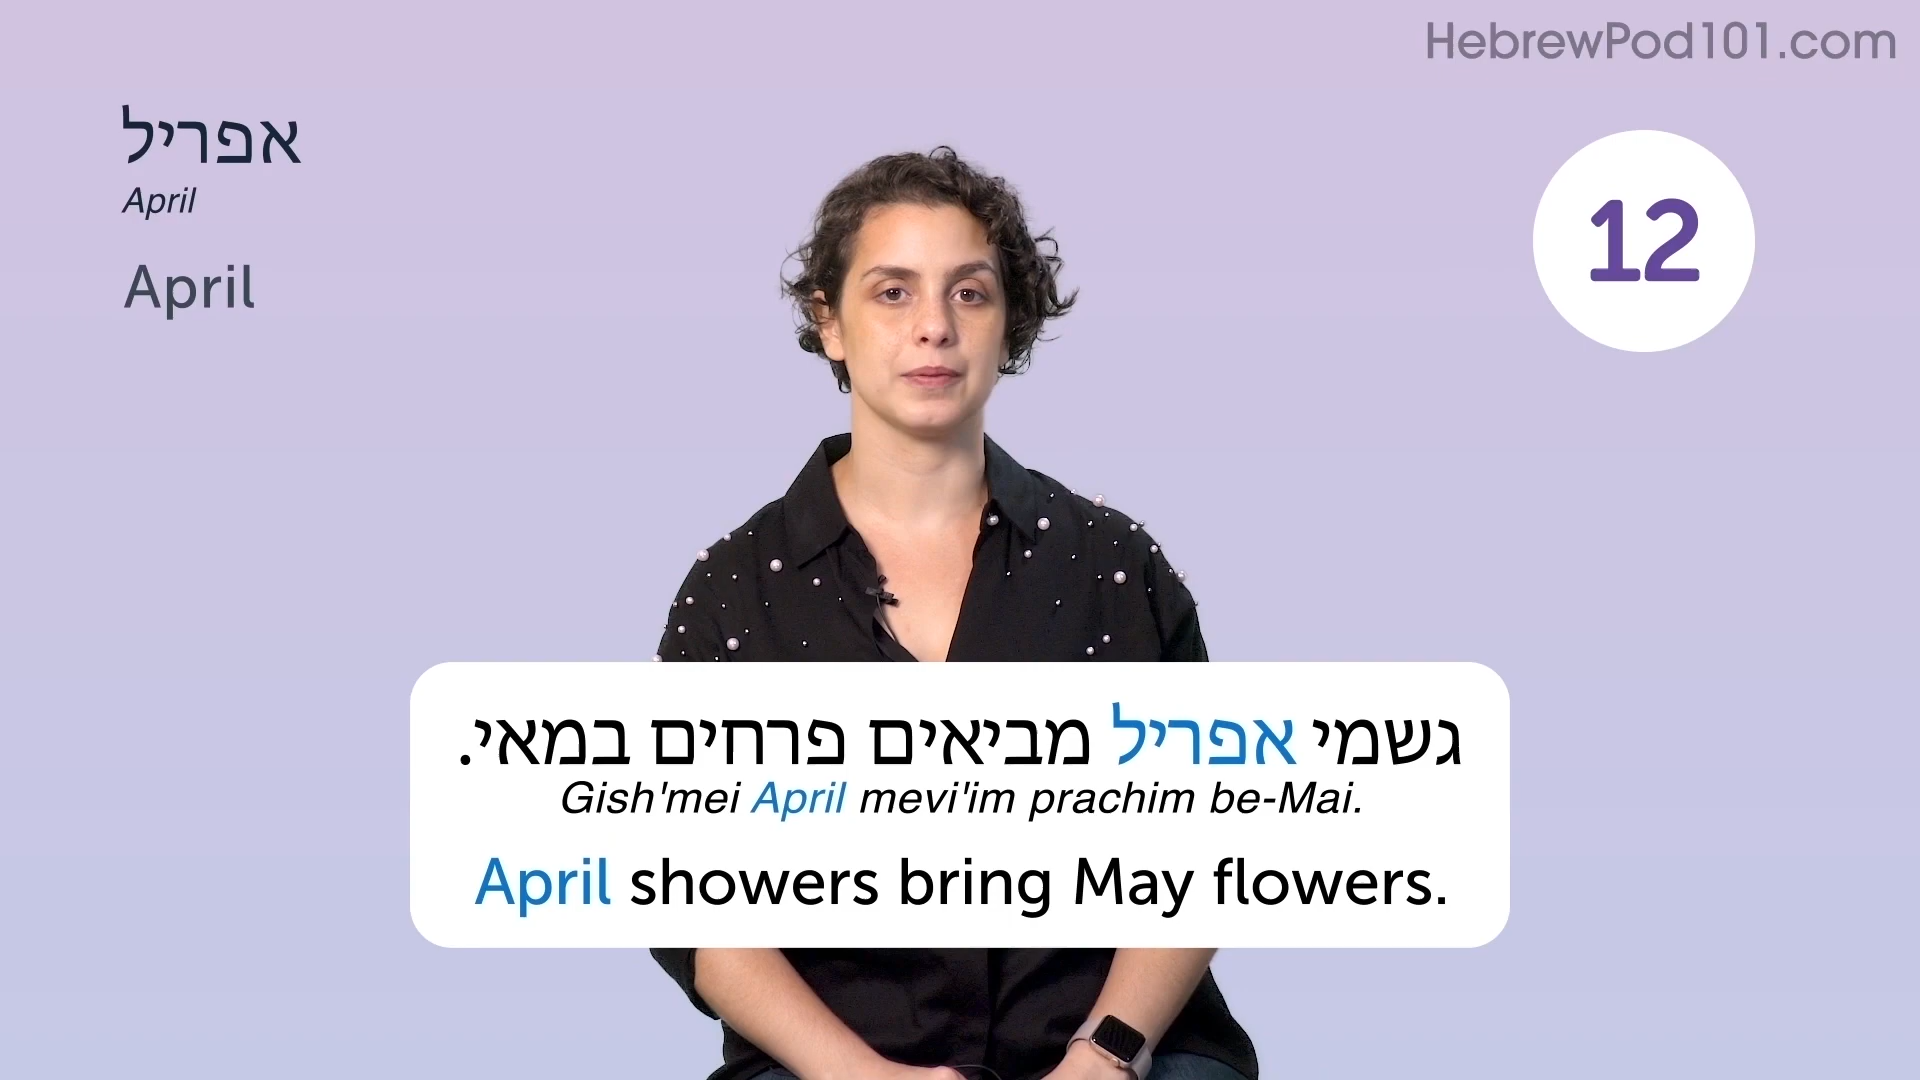 HebrewPod101.com
אפריל
April
April
12
גשמי אפריל מביאים פרחים במאי.
Gish'mei April mevi'im prachim be-Mai.
April showers bring May flowers.